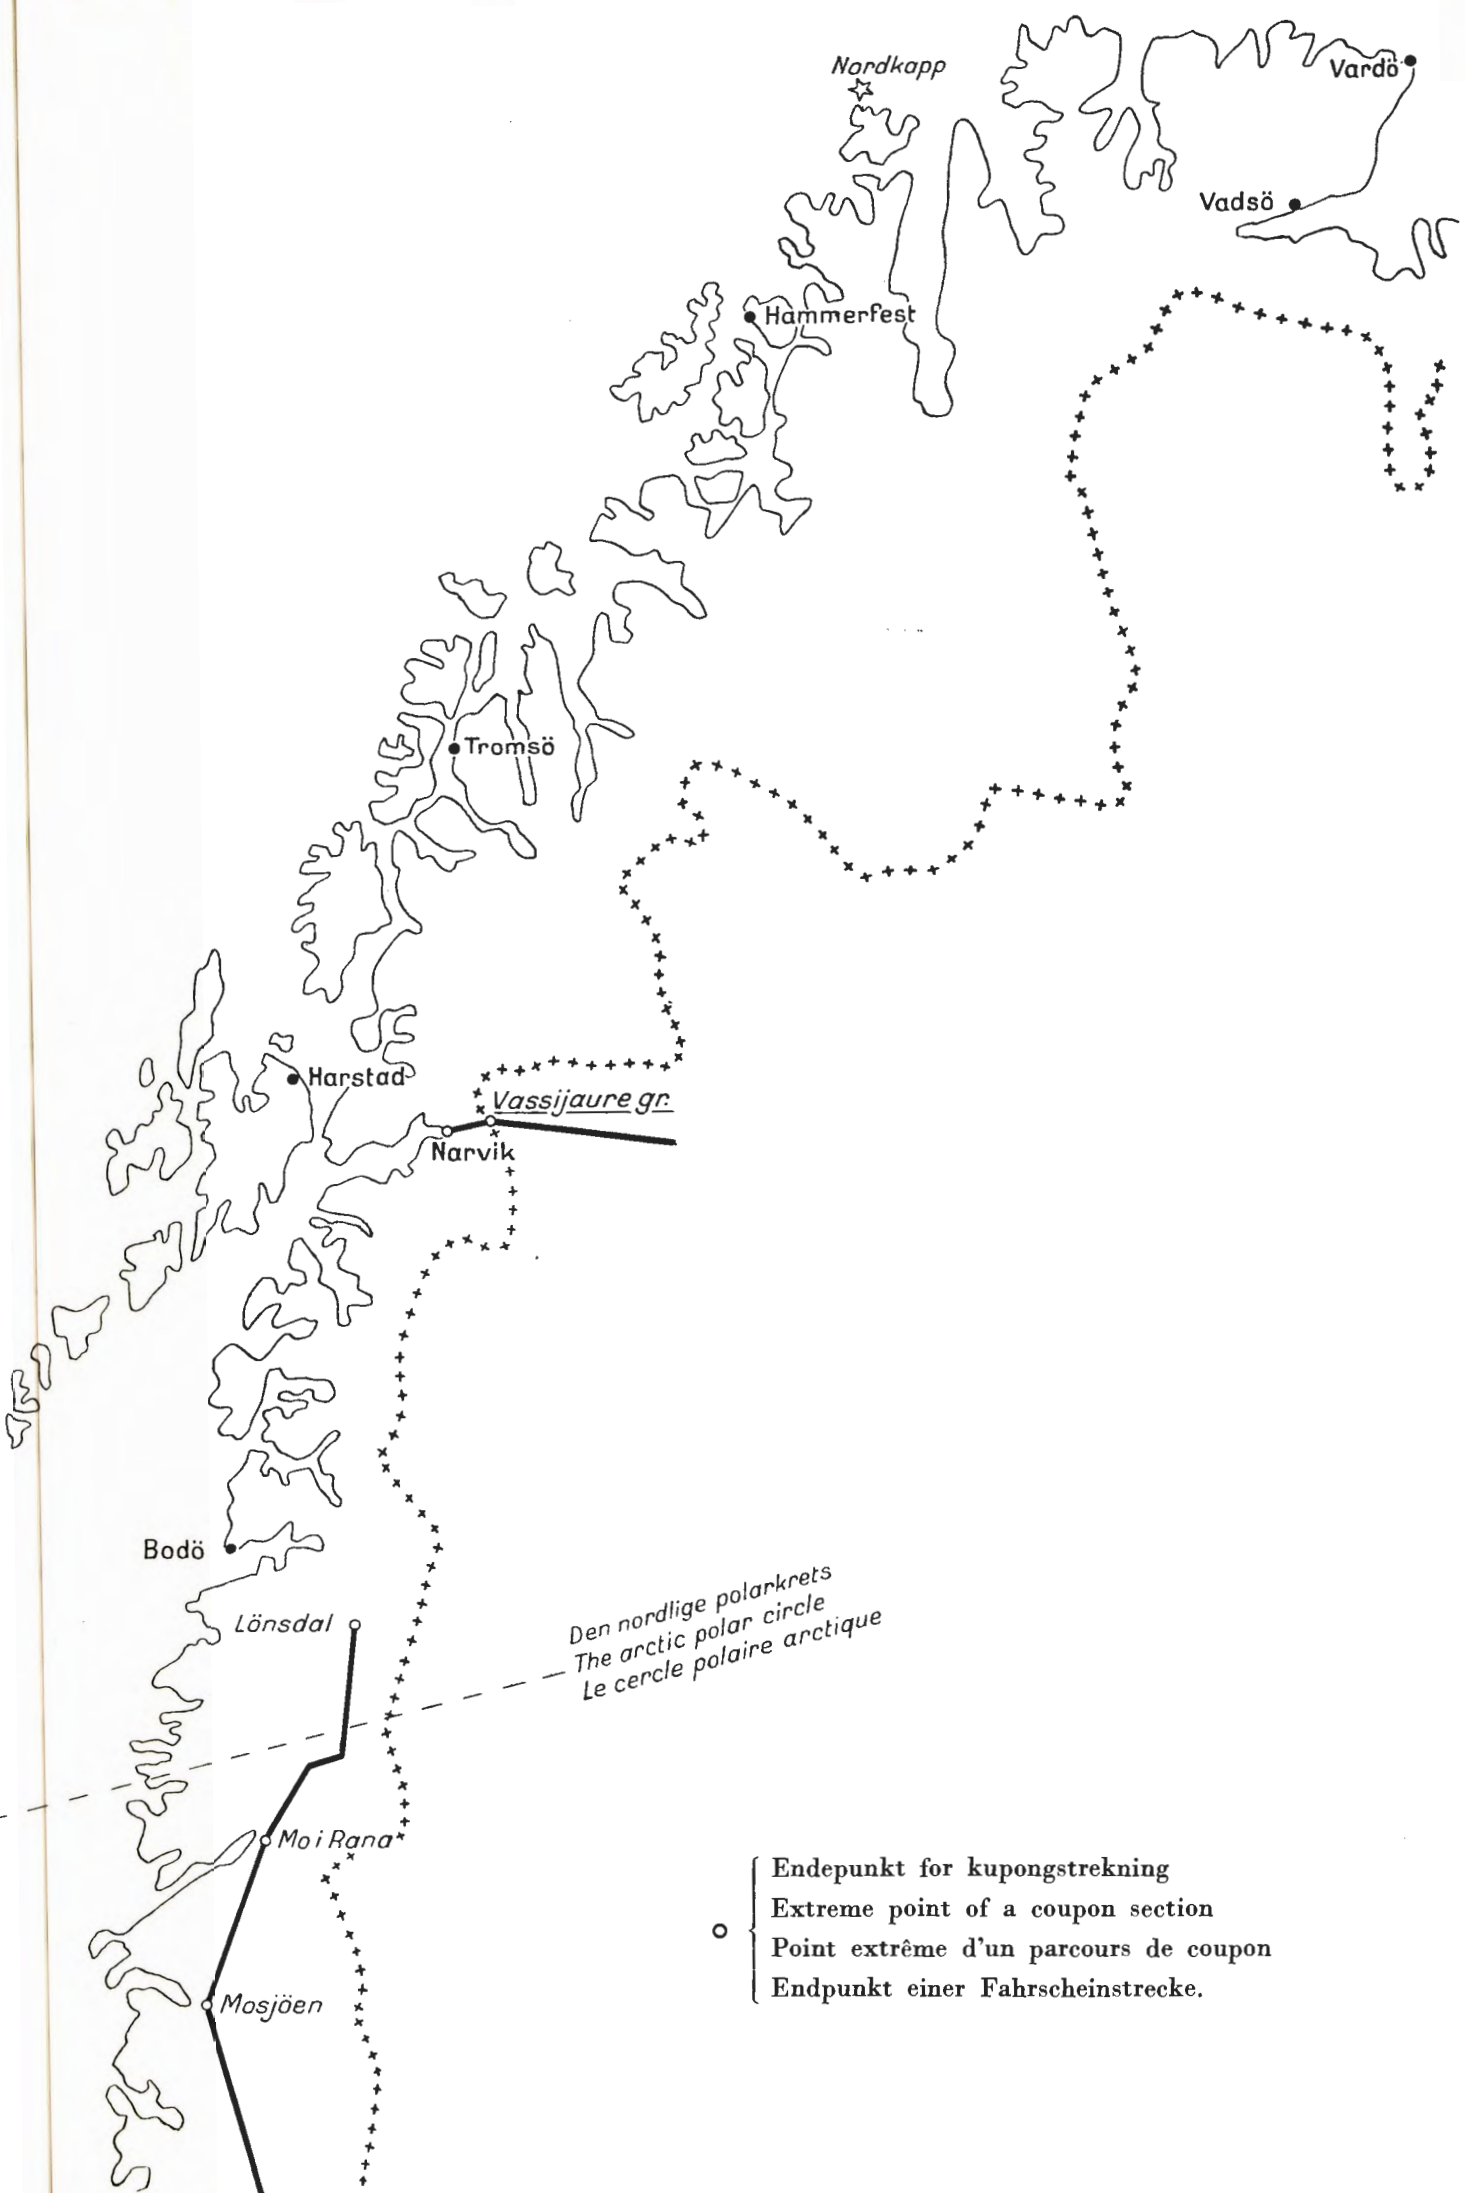 Nordkapp
Vardö
Vadsö
Hammerfest
Tromsö
Harstad
Vassijaure gr.
Narvik
Bodö
Lönsdal
Den nordlige polarkrets
The arctic polar circle
Le cercle polaire arctique
Mo i Rana
Mosjöen
Endepunkt for kupongstrekning
Extreme point of a coupon section
Point extrême d'un parcours de coupon
Endpunkt einer Fahrscheinstrecke.